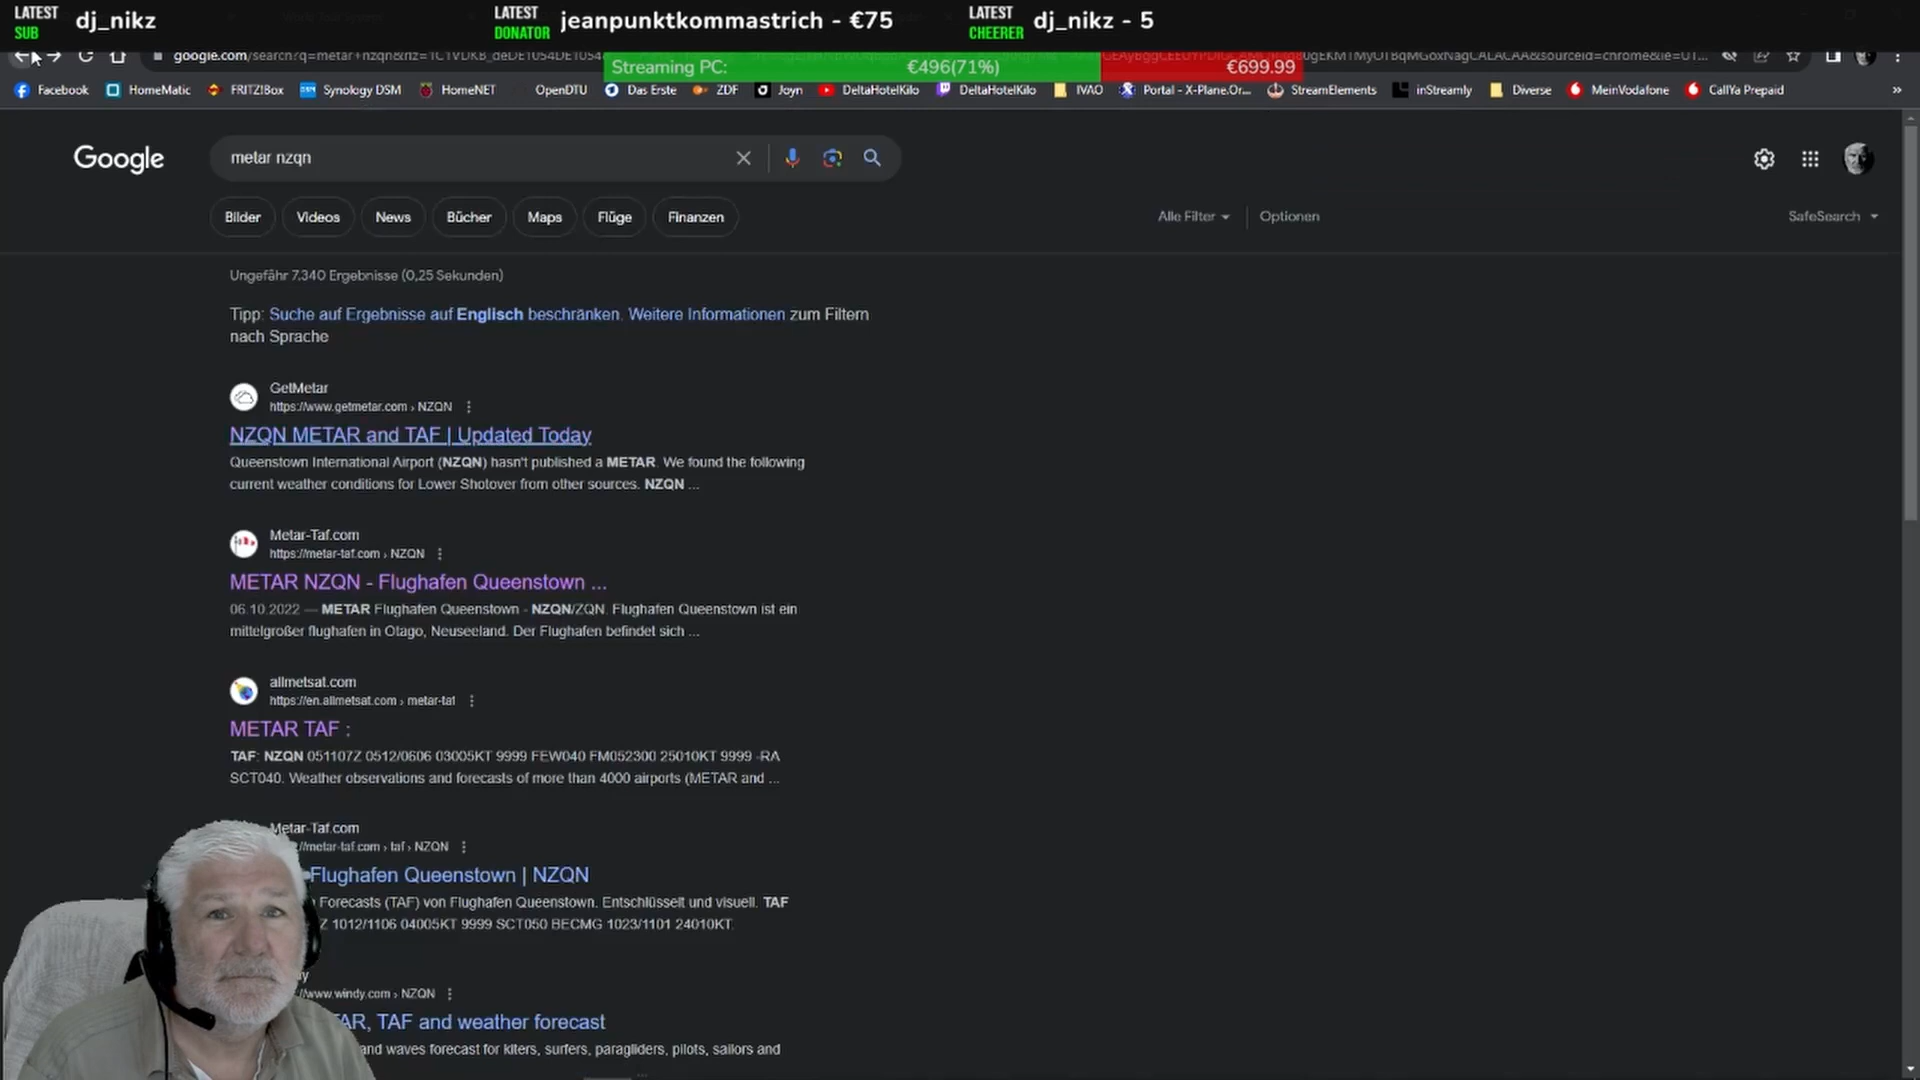 LATEST
SUB
dj_nikz
LATEST
DONATOR
jeanpunktkommastrich - €75
LATEST
CHEERER
dj_nikz - 5
Streaming PC:
€496(71%)
€699.99
Facebook
HomeMatic
FRITZ!Box
Synology DSM
HomeNET
OpenDTU
Das Erste
ZDF
Joyn
DeltaHotelKilo
DeltaHotelKilo
IVAO
Portal - X-Plane.Or...
StreamElements
inStreamly
Diverse
MeinVodafone
CallYa Prepaid
»
Google
metar nzqn
Bilder
Videos
News
Bücher
Maps
Flüge
Finanzen
Alle Filter
Optionen
SafeSearch
Ungefähr 7.340 Ergebnisse (0,25 Sekunden)
Tipp: Suche auf Ergebnisse auf Englisch beschränken. Weitere Informationen zum Filtern
nach Sprache
GetMetar
https://www.getmetar.com › NZQN
NZQN METAR and TAF | Updated Today
Queenstown International Airport (NZQN) hasn't published a METAR. We found the following
current weather conditions for Lower Shotover from other sources. NZQN ...
Metar-Taf.com
https://metar-taf.com › NZQN
METAR NZQN - Flughafen Queenstown ...
06.10.2022 — METAR Flughafen Queenstown - NZQN/ZQN. Flughafen Queenstown ist ein
mittelgroßer flughafen in Otago, Neuseeland. Der Flughafen befindet sich ...
allmetsat.com
https://en.allmetsat.com › metar-taf
METAR TAF :
TAF: NZQN 051107Z 0512/0606 03005KT 9999 FEW040 FM052300 25010KT 9999 -RA
SCT040. Weather observations and forecasts of more than 4000 airports (METAR and ...
Metar-Taf.com
//metar-taf.com › taf › NZQN
Flughafen Queenstown | NZQN
Forecasts (TAF) von Flughafen Queenstown. Entschlüsselt und visuell. TAF
Z 1012/1106 04005KT 9999 SCT050 BECMG 1023/1101 24010KT.
//www.windy.com › NZQN
TAF and weather forecast
and waves forecast for kiters, surfers, paragliders, pilots, sailors and